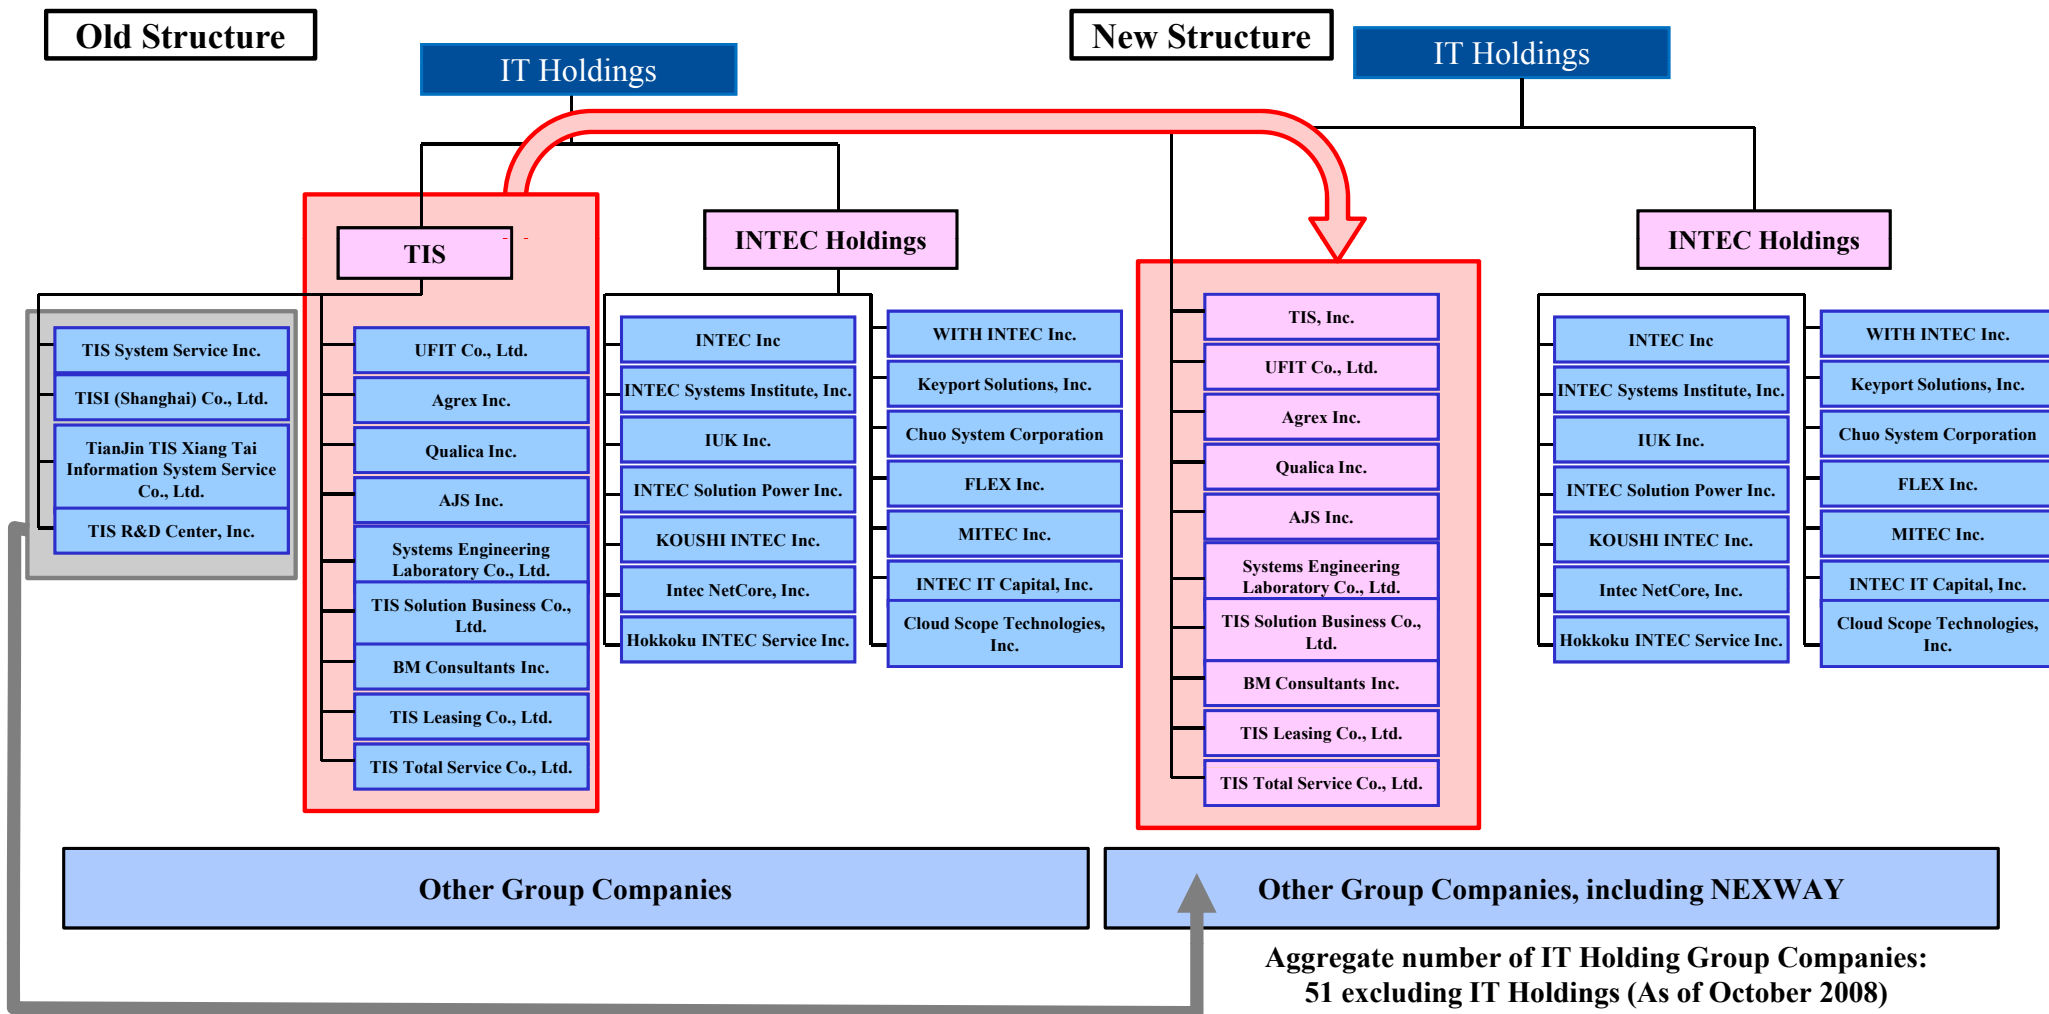 Old Structure
IT Holdings
TIS
INTEC Holdings
TIS System Service Inc.
TISI (Shanghai) Co., Ltd.
TianJin TIS Xiang Tai
Information System Service
Co., Ltd.
TIS R&D Center, Inc.
UFIT Co., Ltd.
Agrex Inc.
Qualica Inc.
AJS Inc.
Systems Engineering
Laboratory Co., Ltd.
TIS Solution Business Co.,
Ltd.
BM Consultants Inc.
TIS Leasing Co., Ltd.
TIS Total Service Co., Ltd.
INTEC Inc
INTEC Systems Institute, Inc.
IUK Inc.
INTEC Solution Power Inc.
KOUSHI INTEC Inc.
Intec NetCore, Inc.
Hokkoku INTEC Service Inc.
WITH INTEC Inc.
Keyport Solutions, Inc.
Chuo System Corporation
FLEX Inc.
MITEC Inc.
INTEC IT Capital, Inc.
Cloud Scope Technologies,
Inc.
Other Group Companies
New Structure
IT Holdings
INTEC Holdings
TIS, Inc.
UFIT Co., Ltd.
Agrex Inc.
Qualica Inc.
AJS Inc.
Systems Engineering
Laboratory Co., Ltd.
TIS Solution Business Co.,
Ltd.
BM Consultants Inc.
TIS Leasing Co., Ltd.
TIS Total Service Co., Ltd.
INTEC Inc
INTEC Systems Institute, Inc.
IUK Inc.
INTEC Solution Power Inc.
KOUSHI INTEC Inc.
Intec NetCore, Inc.
Hokkoku INTEC Service Inc.
WITH INTEC Inc.
Keyport Solutions, Inc.
Chuo System Corporation
FLEX Inc.
MITEC Inc.
INTEC IT Capital, Inc.
Cloud Scope Technologies,
Inc.
Other Group Companies, including NEXWAY
Aggregate number of IT Holding Group Companies:
51 excluding IT Holdings (As of October 2008)